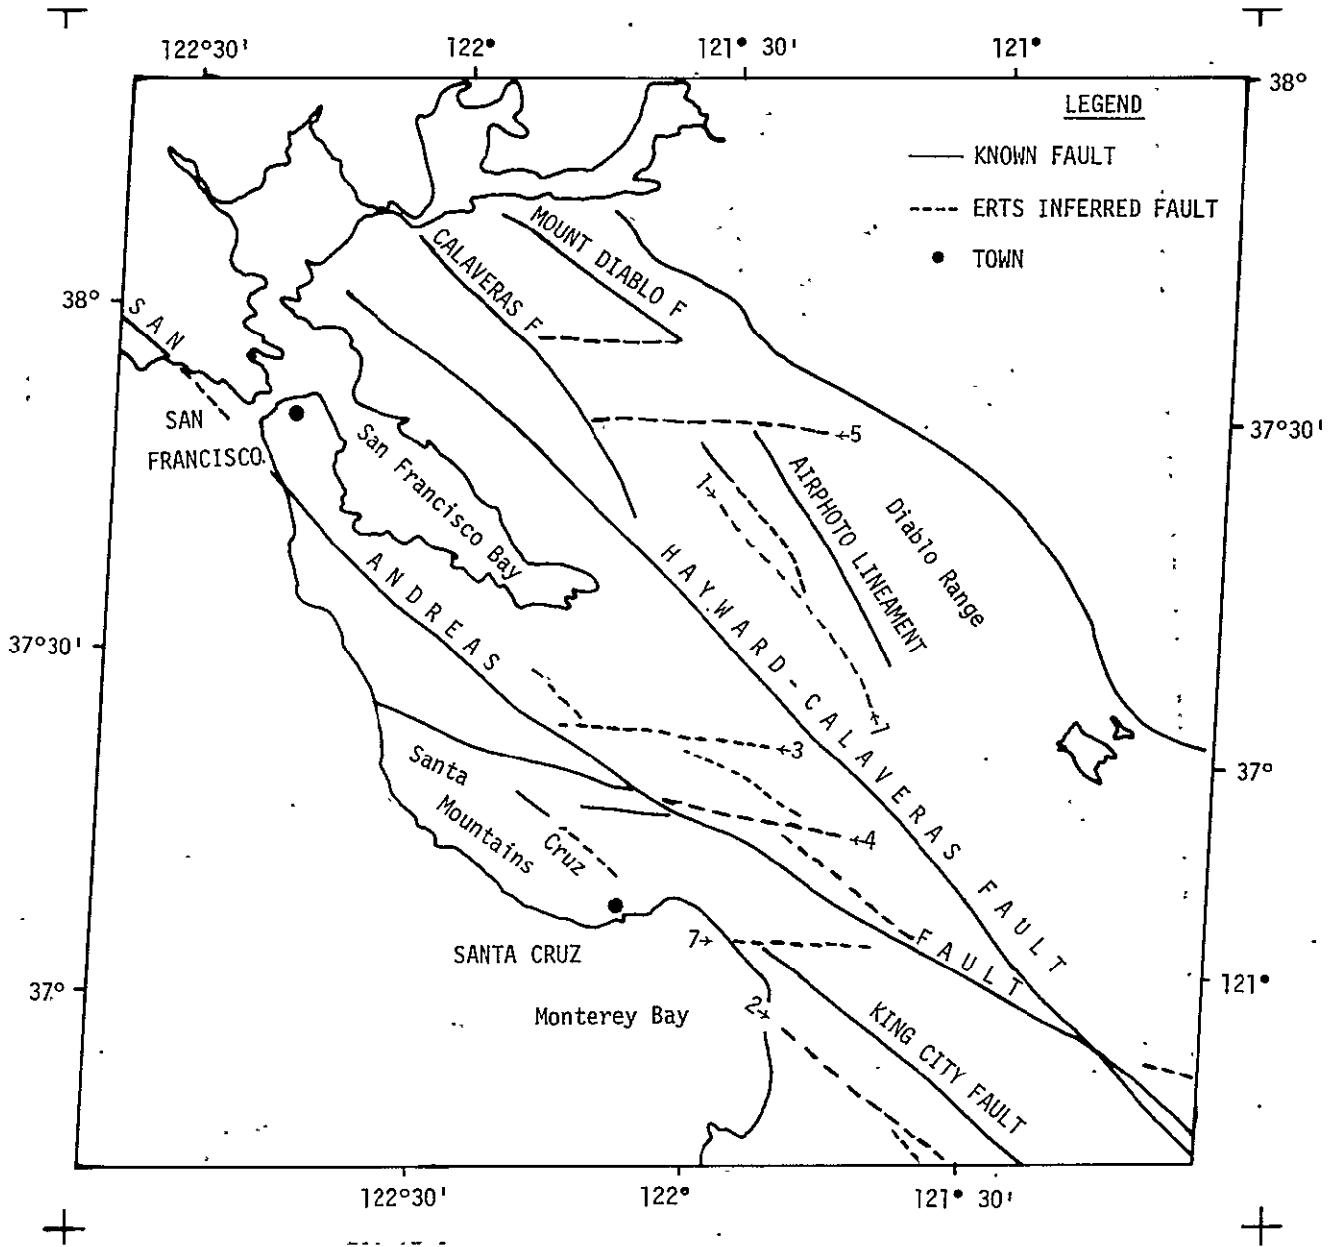 122°30'
122°
121° 30'
121°
38°
LEGEND
KNOWN FAULT
ERTS INFERRED FAULT
TOWN
MOUNT DIABLO F
CALAVERAS F
38°
SAN
SAN
FRANCISCO
San Francisco Bay
←5
37°30'
1→
AIRPHOTO LINEAMENT
Diablo Range
ANDREAS
HAYWARD-CALAVERAS FAULT
37°30'
←1
←3
37°
Santa
Cruz
Mountains
←4
FAULT
7→
SANTA CRUZ
121°
37°
Monterey Bay
2→
KING CITY FAULT
122°30'
122°
121° 30'